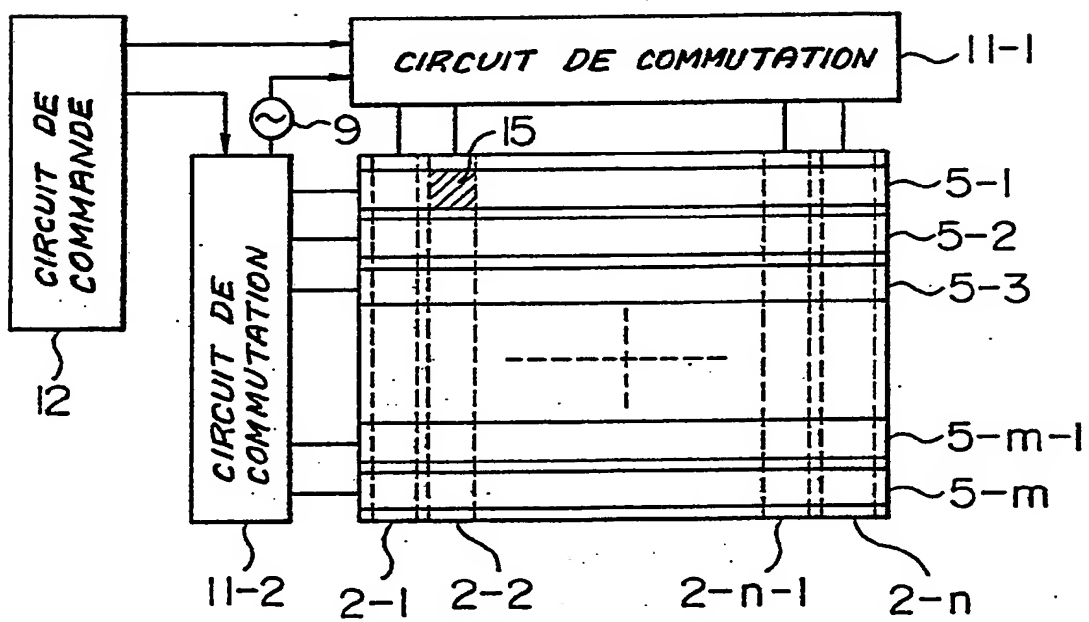 CIRCUIT DE COMMUTATION
11-1
CIRCUIT DE
COMMANDE
9
15
5-1
5-2
5-3
12
CIRCUIT DE
COMMUTATION
5-m-1
5-m
11-2
2-1
2-2
2-n-1
2-n